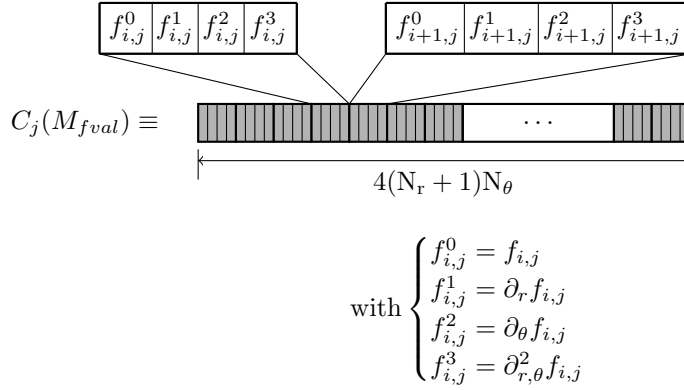 f^0_{i,j} f^1_{i,j} f^2_{i,j} f^3_{i,j} f^0_{i+1,j} f^1_{i+1,j} f^2_{i+1,j} f^3_{i+1,j}
C_j(M_{fval}) ≡ ⋯
4(N_r + 1)N_θ
with { f^0_{i,j} = f_{i,j}
f^1_{i,j} = ∂_r f_{i,j}
f^2_{i,j} = ∂_θ f_{i,j}
f^3_{i,j} = ∂^2_{r,θ} f_{i,j}